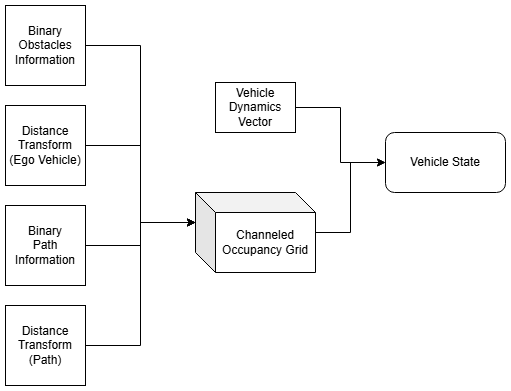 Binary
Obstacles
Information
Distance
Transform
(Ego Vehicle)
Binary
Path
Information
Distance
Transform
(Path)
Vehicle
Dynamics
Vector
Channeled
Occupancy Grid
Vehicle State